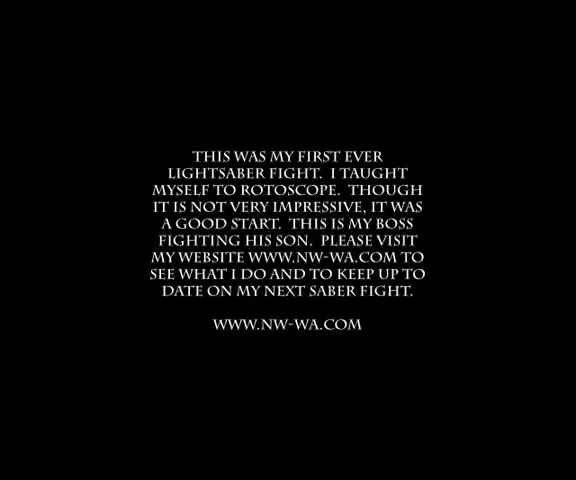 THIS WAS MY FIRST EVER
LIGHTSABER FIGHT. I TAUGHT
MYSELF TO ROTOSCOPE. THOUGH
IT IS NOT VERY IMPRESSIVE, IT WAS
A GOOD START. THIS IS MY BOSS
FIGHTING HIS SON. PLEASE VISIT
MY WEBSITE WWW.NW-WA.COM TO
SEE WHAT I DO AND TO KEEP UP TO
DATE ON MY NEXT SABER FIGHT.
WWW.NW-WA.COM